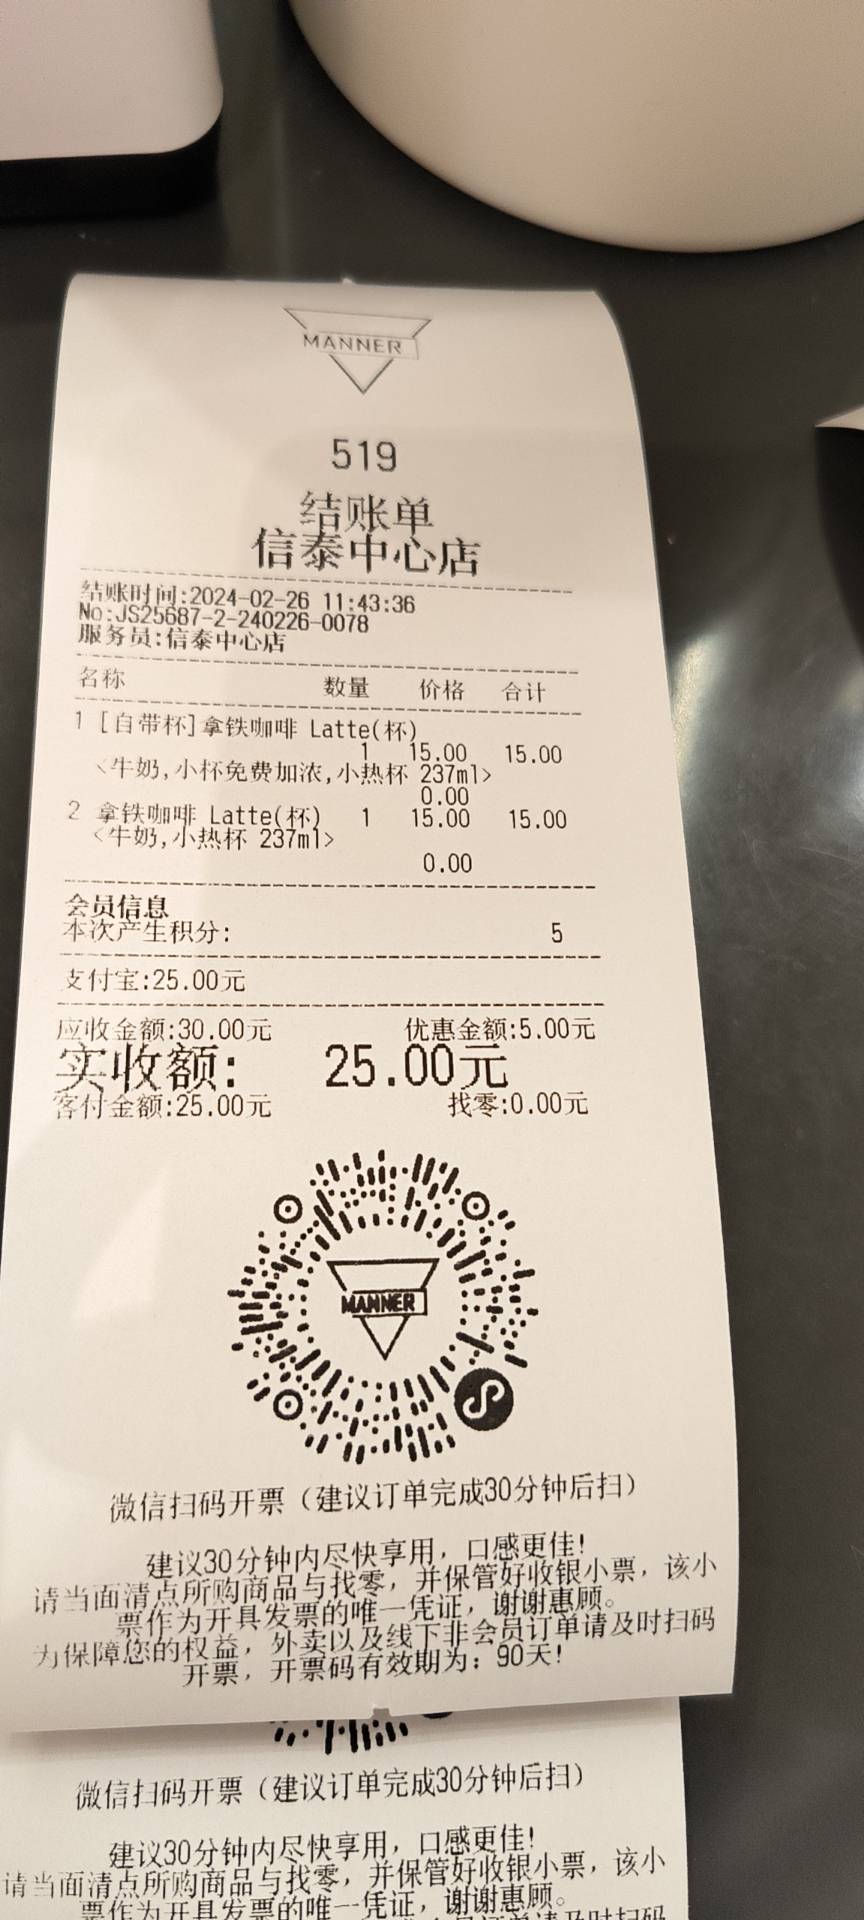 MANNER
519
结账单
信泰中心店
结账时间:2024-02-26 11:43:36
No:JS25687-2-240226-0078
服务员:信泰中心店
名称 数量 价格 合计
1 [自带杯]拿铁咖啡 Latte(杯)
1 15.00 15.00
<牛奶,小杯免费加浓,小热杯 237ml>
0.00
2 拿铁咖啡 Latte(杯) 1 15.00 15.00
<牛奶,小热杯 237ml>
0.00
会员信息
本次产生积分: 5
支付宝:25.00元
应收金额:30.00元 优惠金额:5.00元
实收额: 25.00元
客付金额:25.00元 找零:0.00元
MANNER
微信扫码开票（建议订单完成30分钟后扫）
建议30分钟内尽快享用，口感更佳!
请当面清点所购商品与找零，并保管好收银小票，该小
票作为开具发票的唯一凭证，谢谢惠顾。
为保障您的权益，外卖以及线下非会员订单请及时扫码
开票，开票码有效期为：90天!
微信扫码开票（建议订单完成30分钟后扫）
建议30分钟内尽快享用，口感更佳!
请当面清点所购商品与找零，并保管好收银小票，该小
票作为开具发票的唯一凭证，谢谢惠顾。